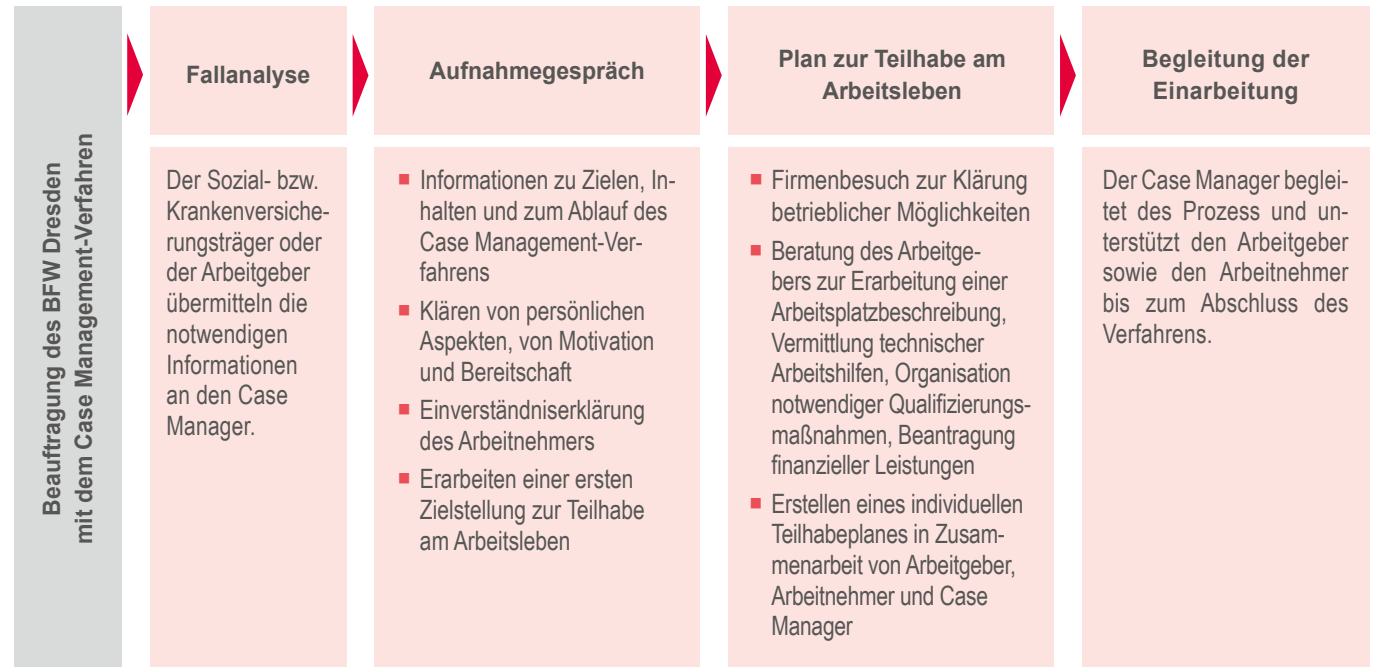 Beauftragung des BFW Dresden
mit dem Case Management-Verfahren
Fallanalyse
Der Sozial- bzw.
Krankenversiche-
rungsträger oder
der Arbeitgeber
übermitteln die
notwendigen
Informationen
an den Case
Manager.
Aufnahmegespräch
▪ Informationen zu Zielen, In-
halten und zum Ablauf des
Case Management-Ver-
fahrens
▪ Klären von persönlichen
Aspekten, von Motivation
und Bereitschaft
▪ Einverständniserklärung
des Arbeitnehmers
▪ Erarbeiten einer ersten
Zielstellung zur Teilhabe
am Arbeitsleben
Plan zur Teilhabe am
Arbeitsleben
▪ Firmenbesuch zur Klärung
betrieblicher Möglichkeiten
▪ Beratung des Arbeitge-
bers zur Erarbeitung einer
Arbeitsplatzbeschreibung,
Vermittlung technischer
Arbeitshilfen, Organisation
notwendiger Qualifizierungs-
maßnahmen, Beantragung
finanzieller Leistungen
▪ Erstellen eines individuellen
Teilhabeplanes in Zusam-
menarbeit von Arbeitgeber,
Arbeitnehmer und Case
Manager
Begleitung der
Einarbeitung
Der Case Manager beglei-
tet des Prozess und un-
terstützt den Arbeitgeber
sowie den Arbeitnehmer
bis zum Abschluss des
Verfahrens.